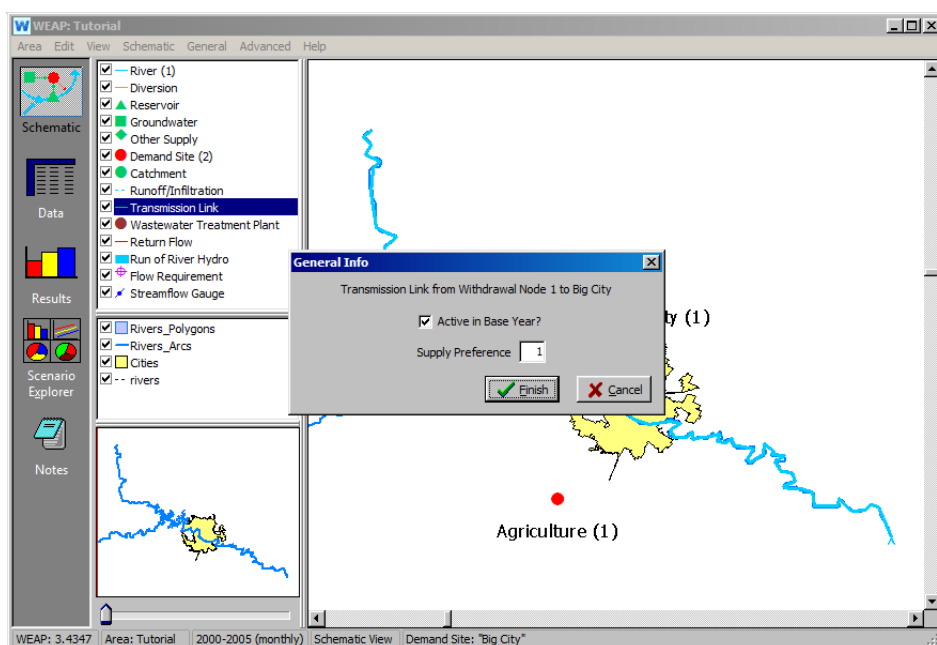 WEAP: Tutorial
Area Edit View Schematic General Advanced Help
Schematic
Data
Results
Scenario
Explorer
Notes
River (1)
Diversion
Reservoir
Groundwater
Other Supply
Demand Site (2)
Catchment
Runoff/Infiltration
Transmission Link
Wastewater Treatment Plant
Return Flow
Run of River Hydro
Flow Requirement
Streamflow Gauge
Rivers_Polygons
Rivers_Arcs
Cities
rivers
General Info
Transmission Link from Withdrawal Node 1 to Big City
Active in Base Year?
Supply Preference 1
Finish Cancel
ty (1)
Agriculture (1)
WEAP: 3.4347 Area: Tutorial 2000-2005 (monthly) Schematic View Demand Site: "Big City"